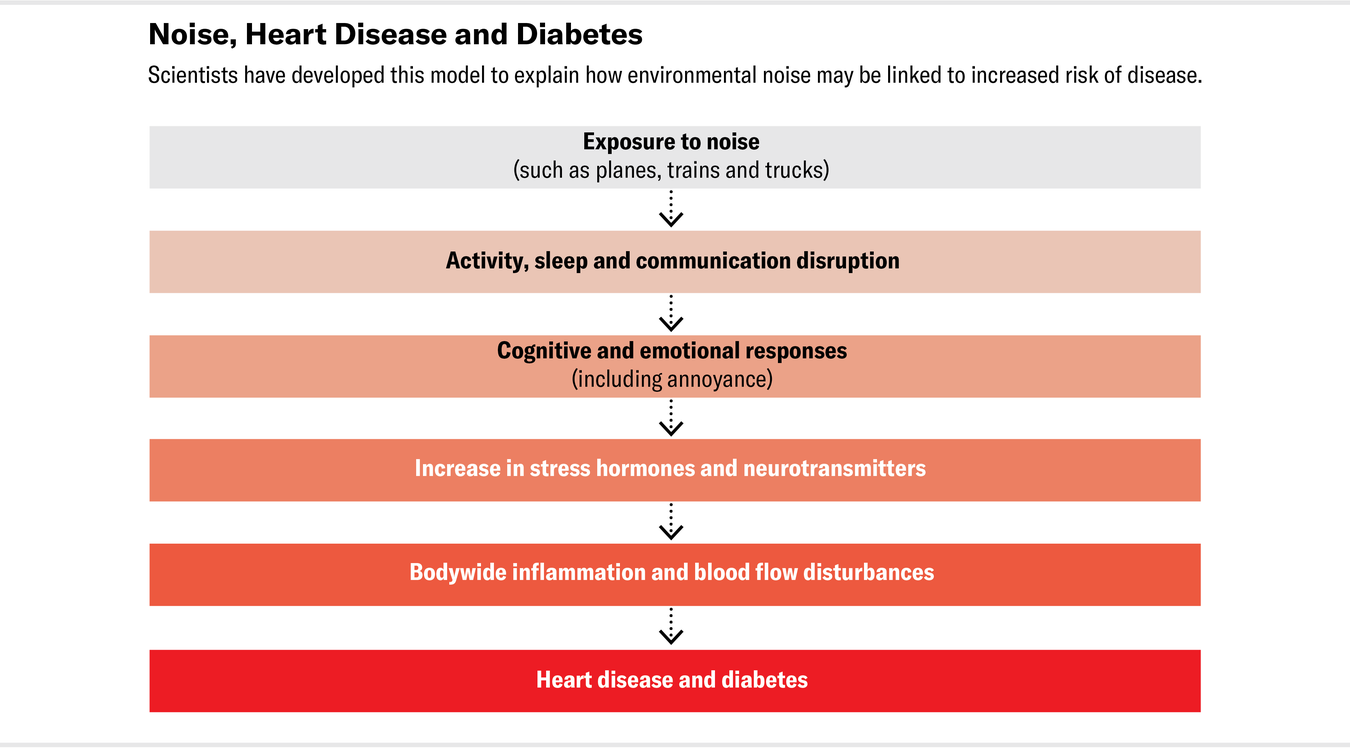 Noise, Heart Disease and Diabetes
Scientists have developed this model to explain how environmental noise may be linked to increased risk of disease.
Exposure to noise
(such as planes, trains and trucks)
Activity, sleep and communication disruption
Cognitive and emotional responses
(including annoyance)
Increase in stress hormones and neurotransmitters
Bodywide inflammation and blood flow disturbances
Heart disease and diabetes